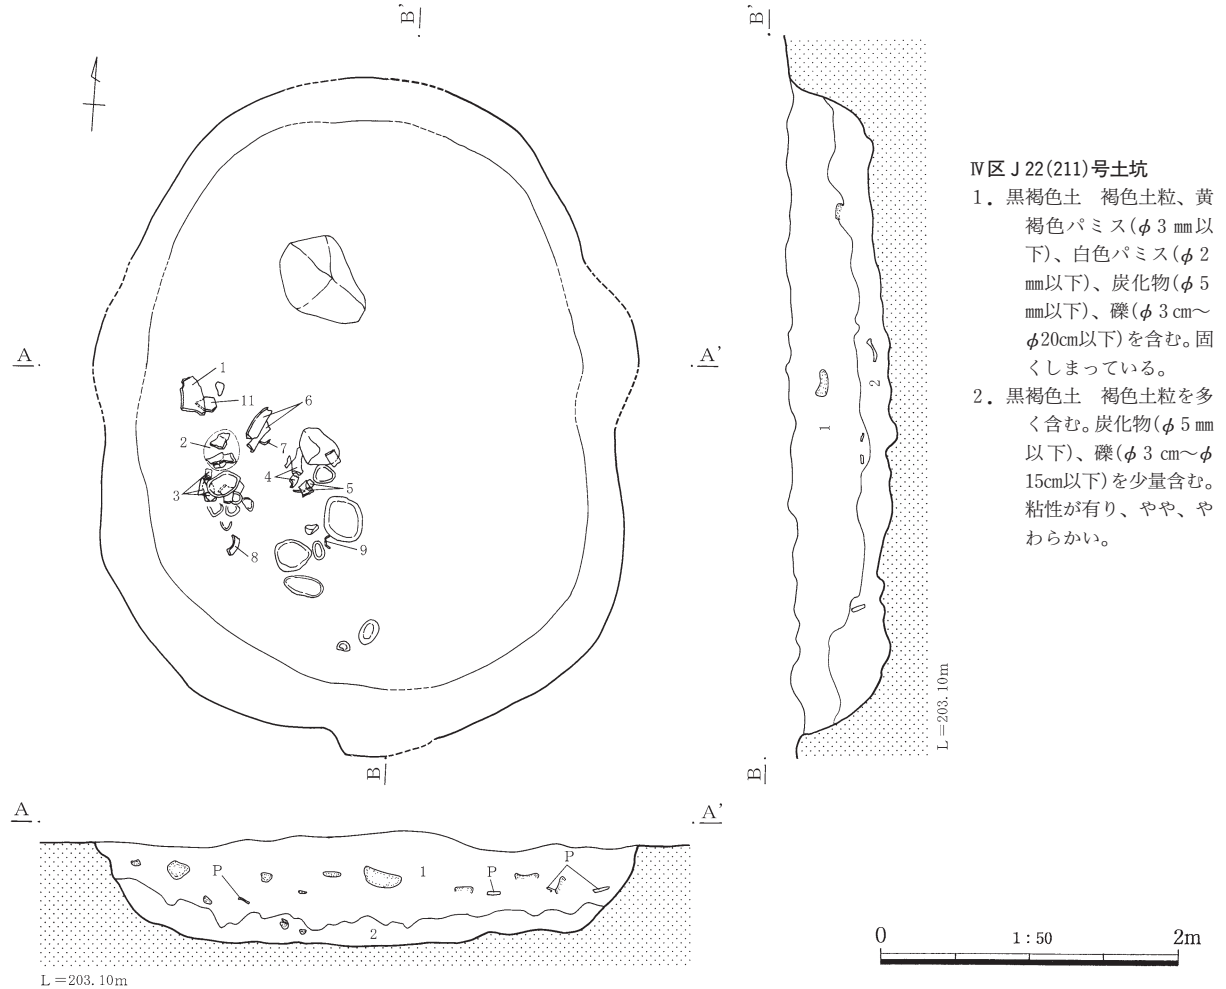 B'
B'
Ⅳ区J22(211)号土坑
1．黒褐色土　褐色土粒、黄
褐色パミス(φ3㎜以
下)、白色パミス(φ2
㎜以下)、炭化物(φ5
㎜以下)、礫(φ3㎝～
φ20㎝以下)を含む。固
くしまっている。
2．黒褐色土　褐色土粒を多
く含む。炭化物(φ5㎜
以下)、礫(φ3㎝～φ
15㎝以下)を少量含む。
粘性が有り、やや、や
わらかい。
A
A'
1
11
6
2
7
4
3
5
8
9
1
2
L＝203.10m
B
B
A
A'
P
1
P
P
2
L＝203.10m
0
1：50
2m